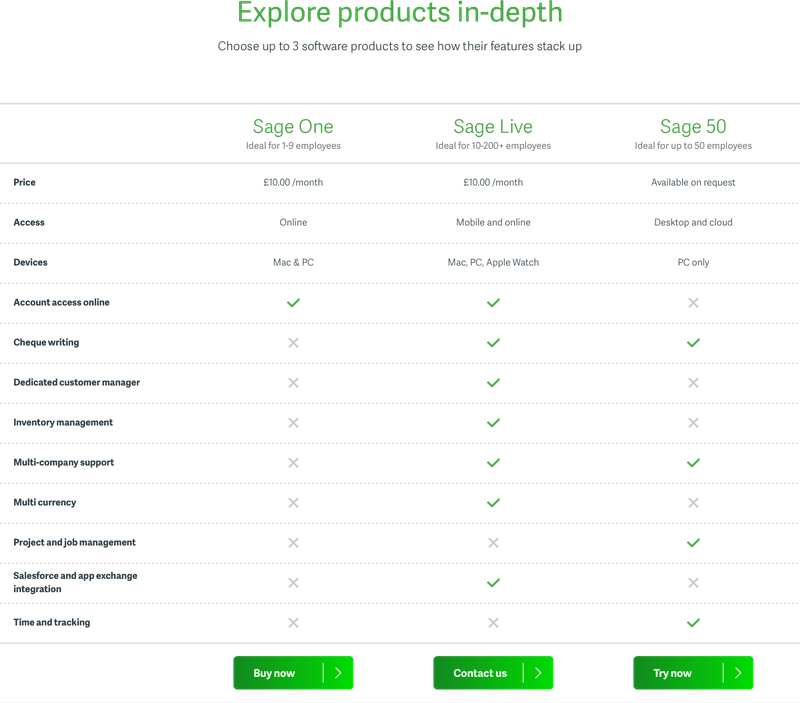 Explore products in-depth
Choose up to 3 software products to see how their features stack up
Sage One Sage Live Sage 50
Ideal for 1-9 employees Ideal for 10-200+ employees Ideal for up to 50 employees
Price £10.00 /month £10.00 /month Available on request
Access Online Mobile and online Desktop and cloud
Devices Mac & PC Mac, PC, Apple Watch PC only
Account access online
Cheque writing
Dedicated customer manager
Inventory management
Multi-company support
Multi currency
Project and job management
Salesforce and app exchange
integration
Time and tracking
Buy now Contact us Try now